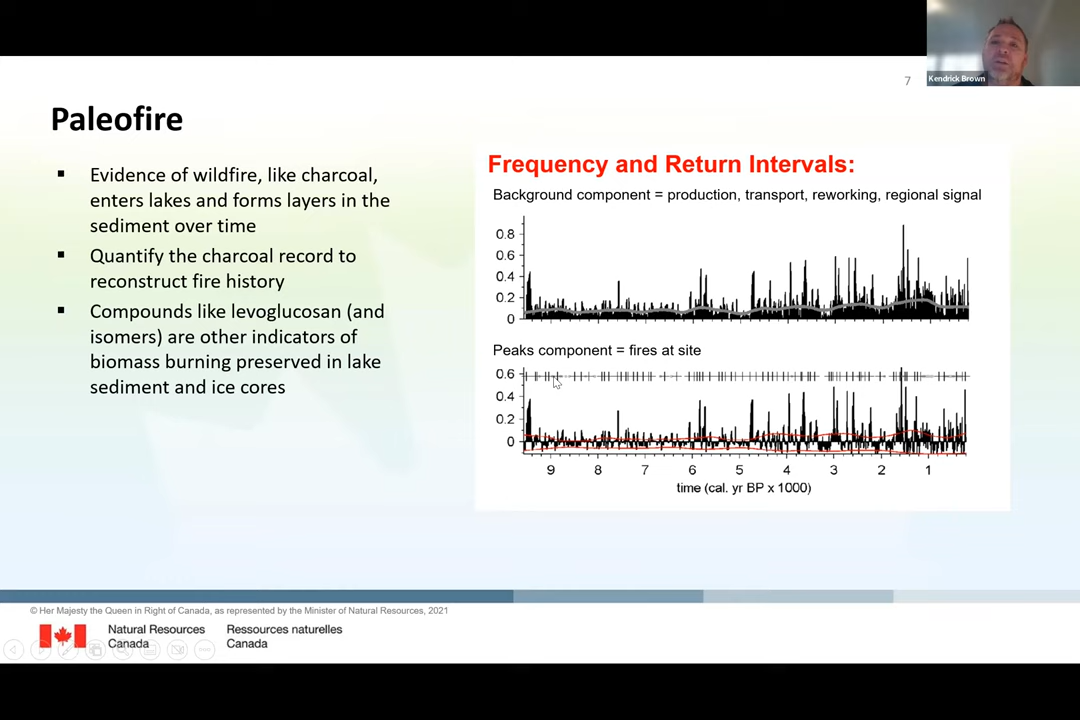 Kendrick Brown
7
Paleofire
▪ Evidence of wildfire, like charcoal,
enters lakes and forms layers in the
sediment over time
▪ Quantify the charcoal record to
reconstruct fire history
▪ Compounds like levoglucosan (and
isomers) are other indicators of
biomass burning preserved in lake
sediment and ice cores
Frequency and Return Intervals:
Background component = production, transport, reworking, regional signal
0.8
0.6
0.4
0.2
0
Peaks component = fires at site
0.6
0.4
0.2
0
9 8 7 6 5 4 3 2 1
time (cal. yr BP x 1000)
© Her Majesty the Queen in Right of Canada, as represented by the Minister of Natural Resources, 2021
Natural Resources
Canada
Ressources naturelles
Canada